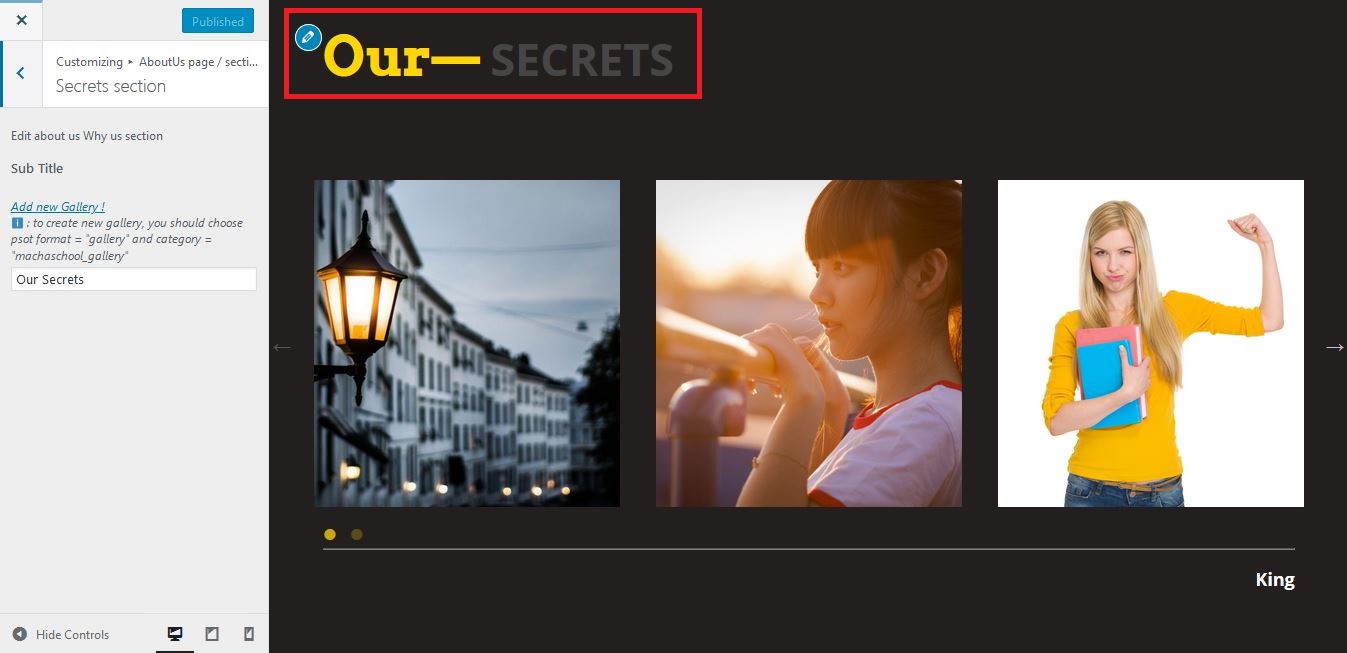 Published
Customizing ▸ AboutUs page / secti...
Secrets section
Edit about us Why us section
Sub Title
Add new Gallery !
ℹ : to create new gallery, you should choose
psot format = "gallery" and category =
"machaschool_gallery"
Our Secrets
Hide Controls
Our— SECRETS
←
→
King